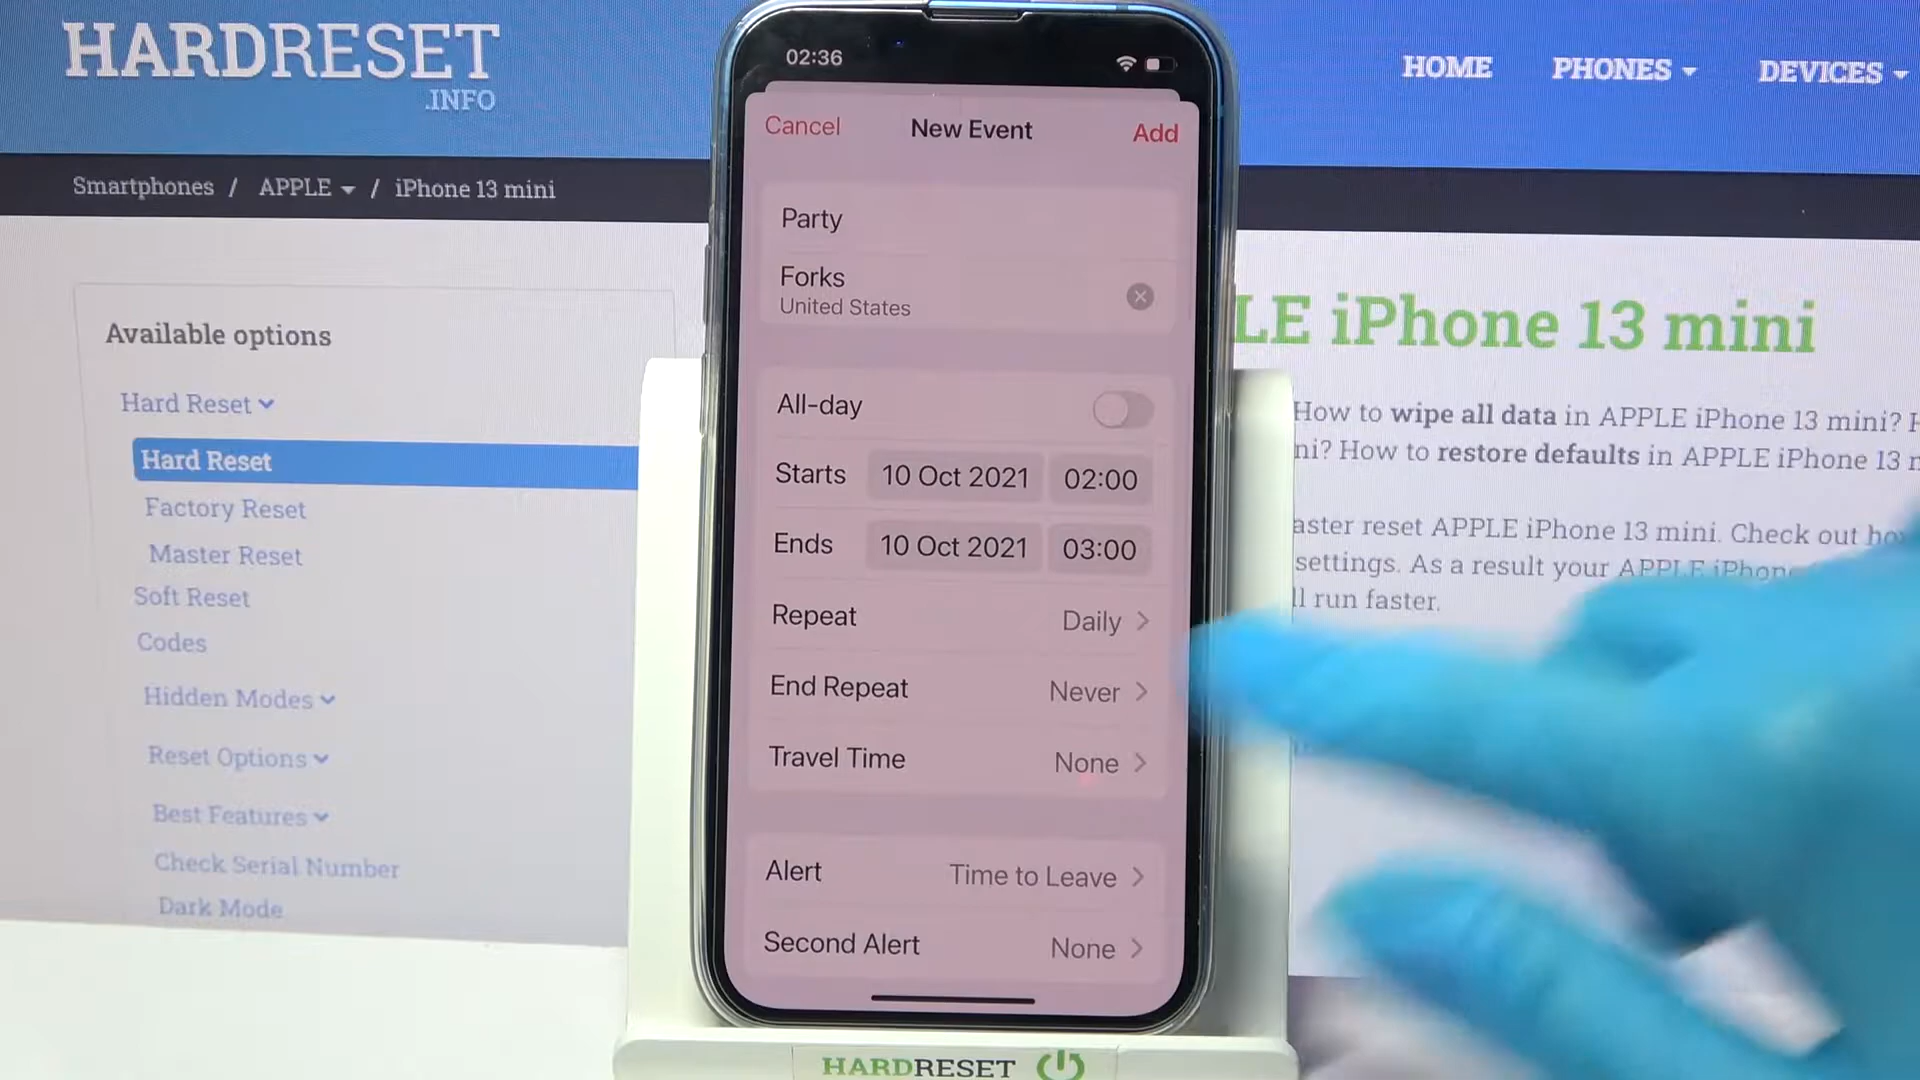 HARDRESET
.INFO
HOME PHONES DEVICES
Smartphones / APPLE / iPhone 13 mini
Available options
Hard Reset
Hard Reset
Factory Reset
Master Reset
Soft Reset
Codes
Hidden Modes
Reset Options
Best Features
Check Serial Number
Dark Mode
02:36
Cancel New Event Add
Party
Forks
United States
All-day
Starts 10 Oct 2021 02:00
Ends 10 Oct 2021 03:00
Repeat Daily
End Repeat Never
Travel Time None
Alert Time to Leave
Second Alert None
HARDRESET
LE iPhone 13 mini
How to wipe all data in APPLE iPhone 13 mini?
ni? How to restore defaults in APPLE iPhone 13
aster reset APPLE iPhone 13 mini. Check out
settings. As a result your APPLE
ll run faster.